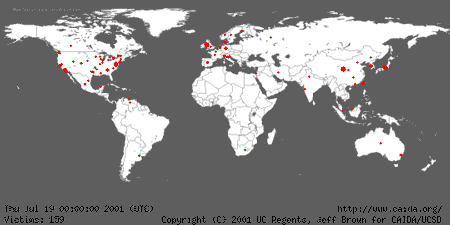 Thu Jul 19 00:00:00 2001 (UTC)
http://www.caida.org/
Victims: 159
Copyright (C) 2001 UC Regents, Jeff Brown for CAIDA/UCSD